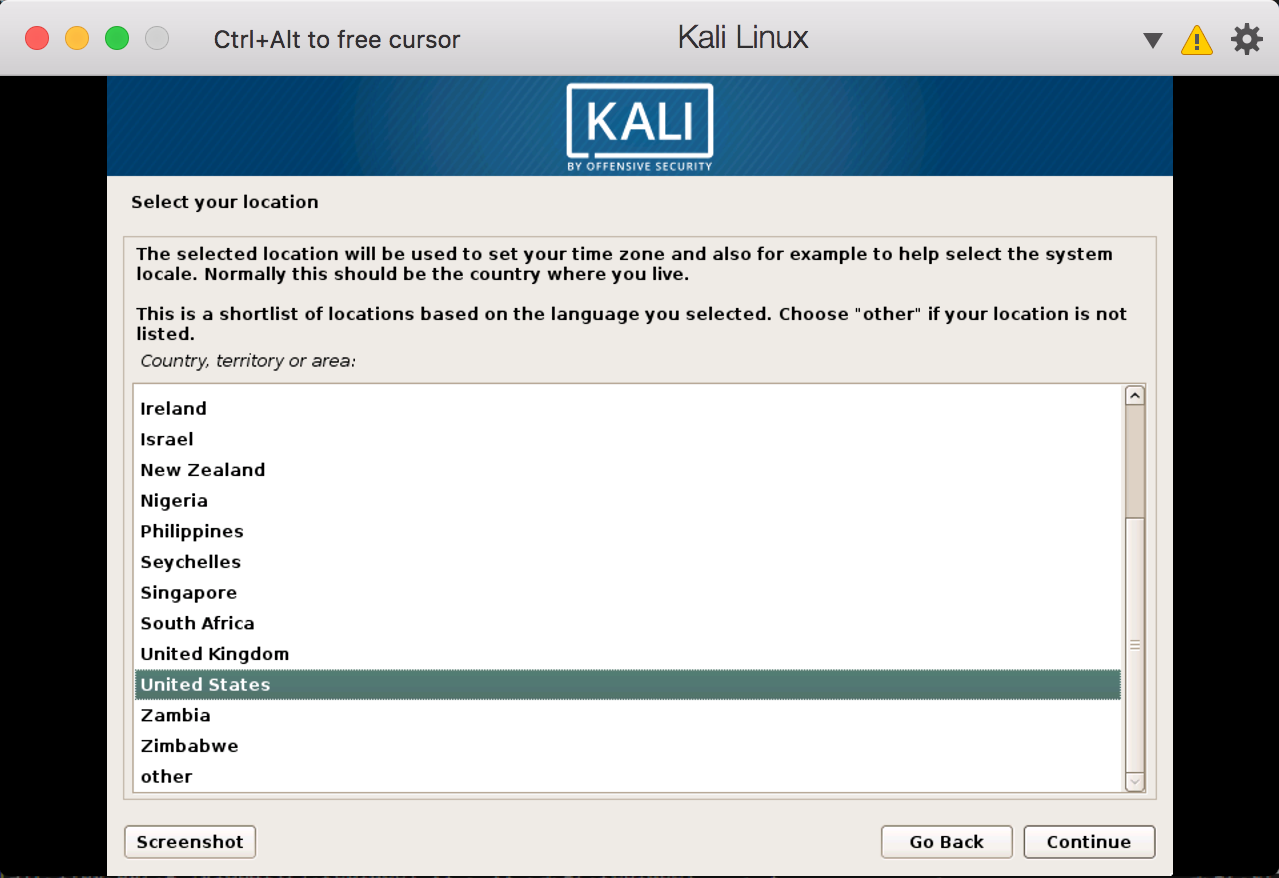 Ctrl+Alt to free cursor
Kali Linux
KALI
BY OFFENSIVE SECURITY
Select your location
The selected location will be used to set your time zone and also for example to help select the system
locale. Normally this should be the country where you live.
This is a shortlist of locations based on the language you selected. Choose "other" if your location is not
listed.
Country, territory or area:
Ireland
Israel
New Zealand
Nigeria
Philippines
Seychelles
Singapore
South Africa
United Kingdom
United States
Zambia
Zimbabwe
other
Screenshot
Go Back
Continue